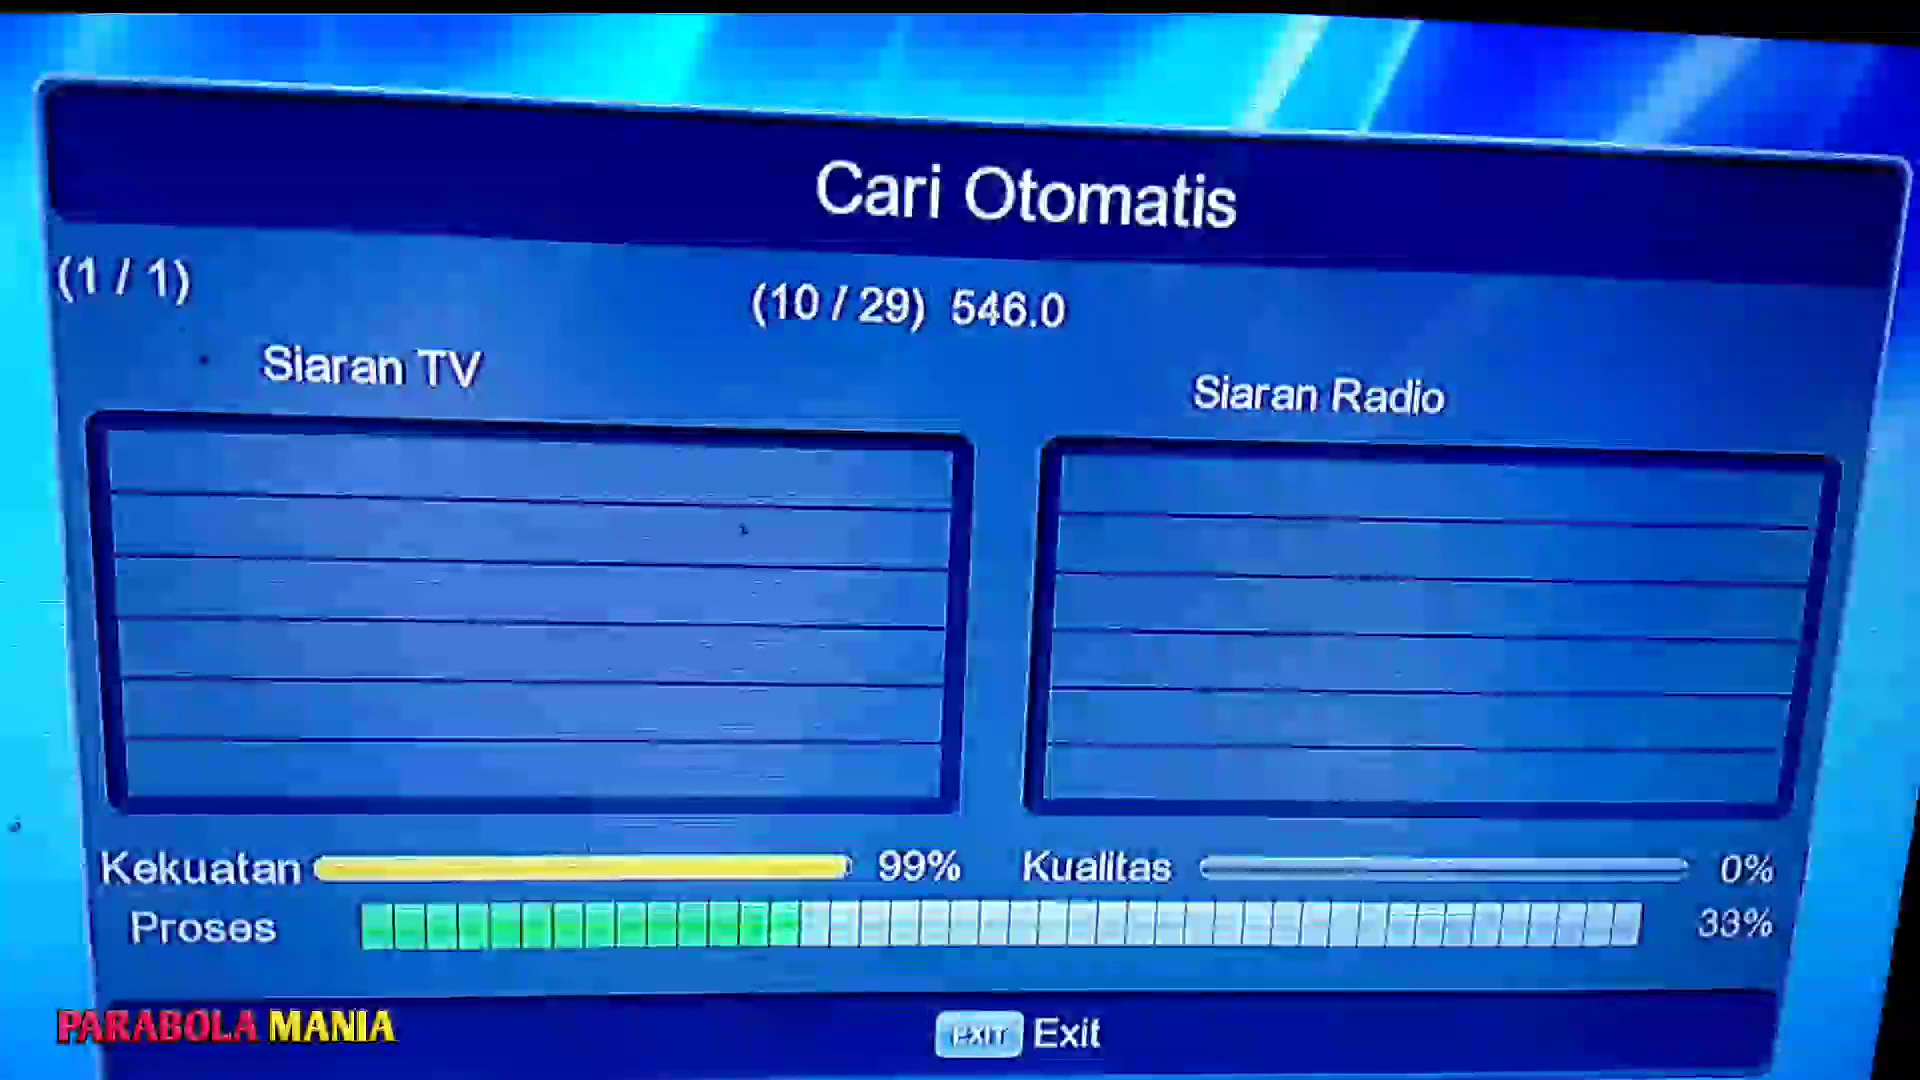 Cari Otomatis
(1 / 1)
(10 / 29) 546.0
Siaran TV
Siaran Radio
Kekuatan 99% Kualitas 0%
Proses 33%
EXIT Exit
PARABOLA MANIA